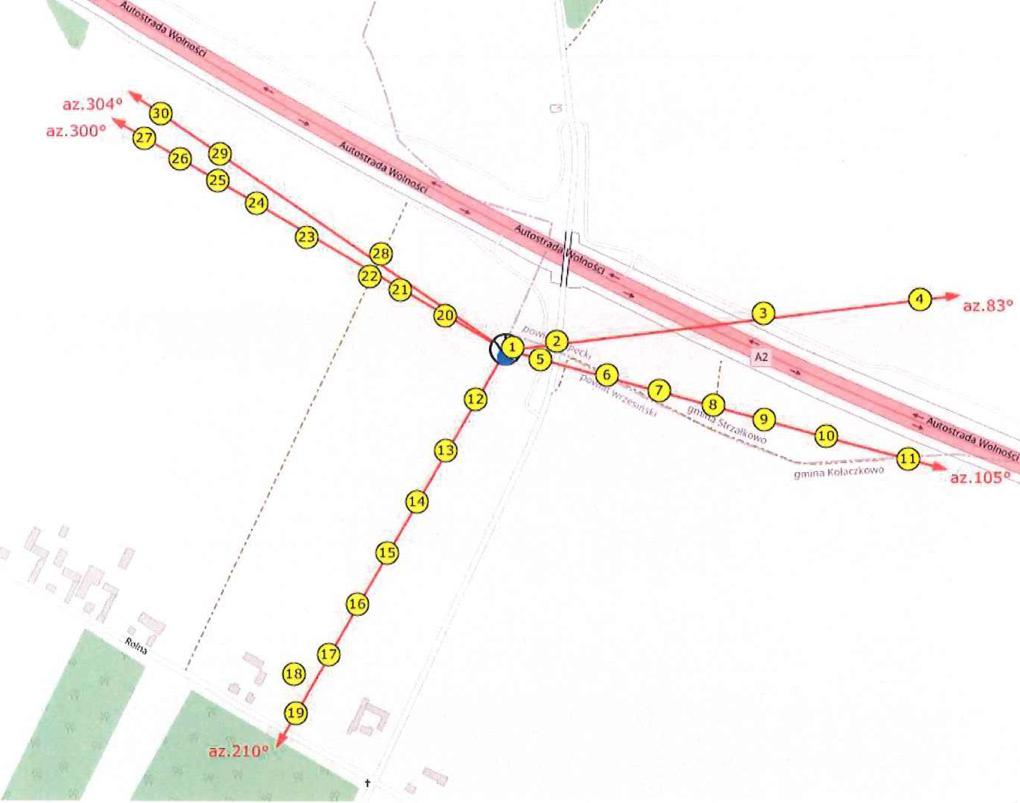 Autostrada Wolności
az.304°
30
az.300°
27
29
26
Autostrada Wolności
25
24
23
28
Autostrada Wolności
22
21
4
az.83°
20
3
1
2
5
A2
6
7
powiat wrzesiński
12
8
gmina Strzałkowo
9
Autostrada Wolności
10
13
11
gmina Kołaczkowo
az.105°
14
15
16
Rolna
17
18
19
az.210°